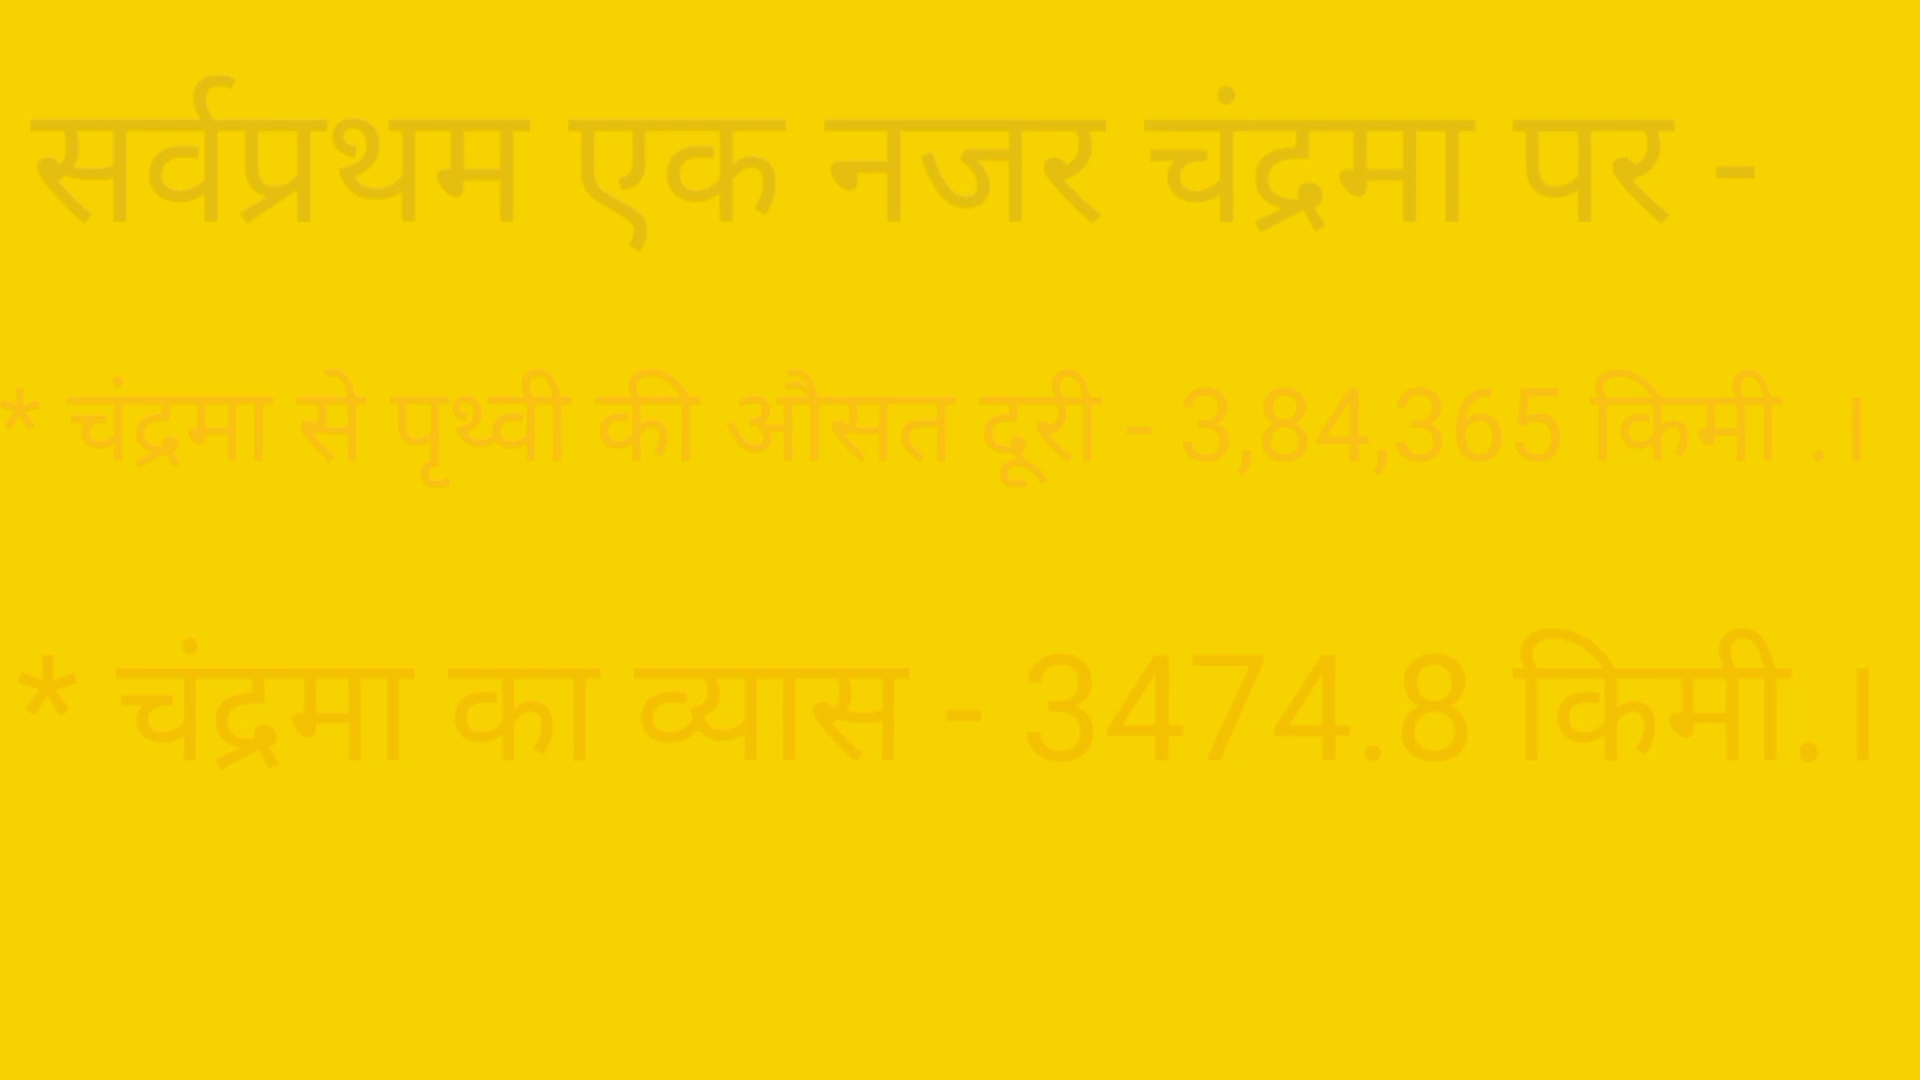 सर्वप्रथम एक नजर चंद्रमा पर -
* चंद्रमा से पृथ्वी की औसत दूरी - 3,84,365 किमी . ।
* चंद्रमा का व्यास - 3474.8 किमी. ।